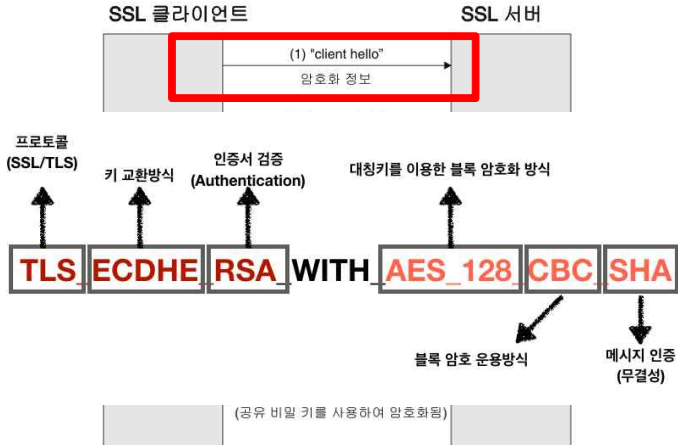 SSL 클라이언트 SSL 서버
(1) "client hello"
암호화 정보
프로토콜
(SSL/TLS)
키 교환방식
인증서 검증
(Authentication)
대칭키를 이용한 블록 암호화 방식
TLS_ECDHE_RSA_WITH_AES_128_CBC_SHA
블록 암호 운용방식
메시지 인증
(무결성)
(공유 비밀 키를 사용하여 암호화됨)